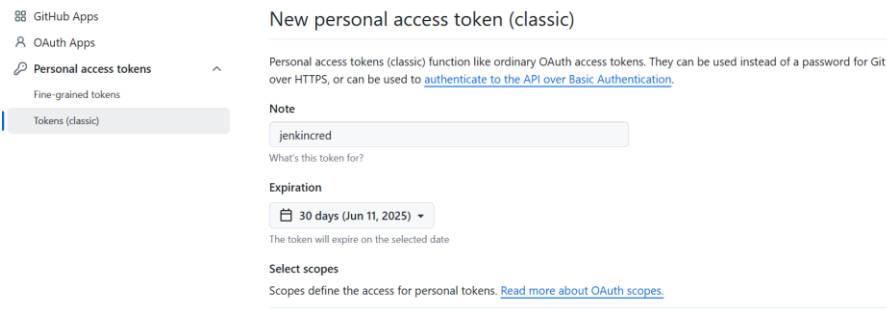 GitHub Apps
OAuth Apps
Personal access tokens
Fine-grained tokens
Tokens (classic)
New personal access token (classic)
Personal access tokens (classic) function like ordinary OAuth access tokens. They can be used instead of a password for Git
over HTTPS, or can be used to authenticate to the API over Basic Authentication.
Note
jenkincred
What's this token for?
Expiration
30 days (Jun 11, 2025)
The token will expire on the selected date
Select scopes
Scopes define the access for personal tokens. Read more about OAuth scopes.